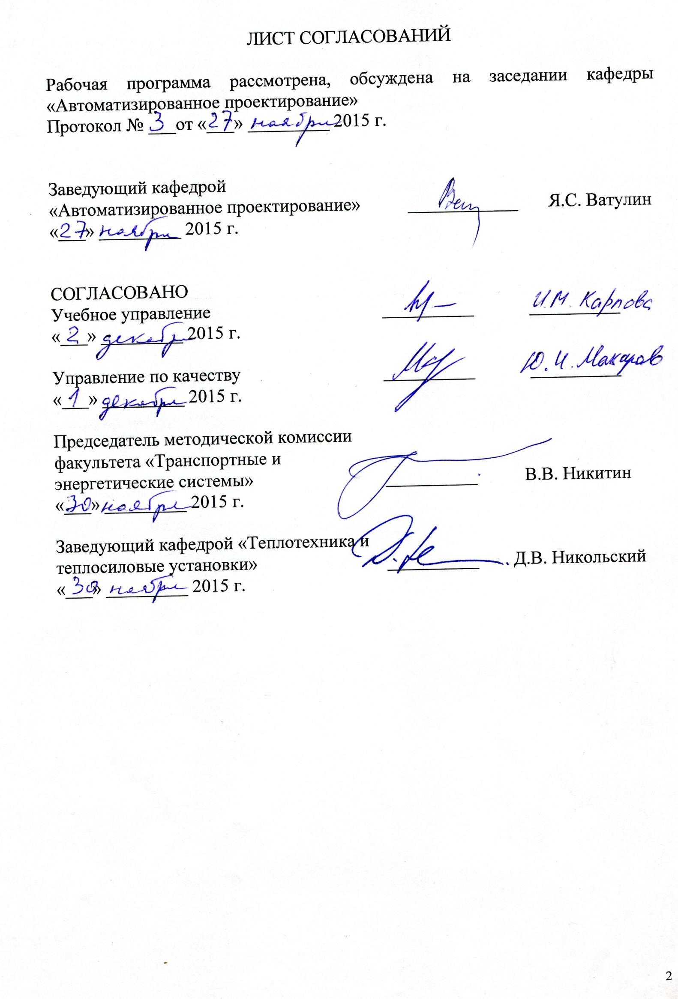 ЛИСТ СОГЛАСОВАНИЙ
Рабочая программа рассмотрена, обсуждена на заседании кафедры
«Автоматизированное проектирование»
Протокол № 3 от «27» ноября 2015 г.
Заведующий кафедрой
«Автоматизированное проектирование» Я.С. Ватулин
«27» ноября 2015 г.
СОГЛАСОВАНО
Учебное управление И.М. Карпова
«2» декабря 2015 г.
Управление по качеству Ю.И. Макаров
«1» декабря 2015 г.
Председатель методической комиссии
факультета «Транспортные и
энергетические системы» В.В. Никитин
«30» ноября 2015 г.
Заведующий кафедрой «Теплотехника и
теплосиловые установки» Д.В. Никольский
«30» ноября 2015 г.
2